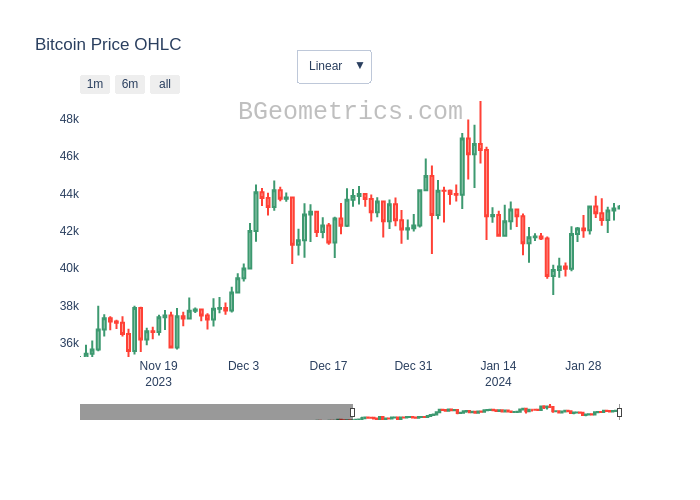 Bitcoin Price OHLC
Linear ▼
1m 6m all
BGeometrics.com
48k
46k
44k
42k
40k
38k
36k
Nov 19 Dec 3 Dec 17 Dec 31 Jan 14 Jan 28
2023 2024